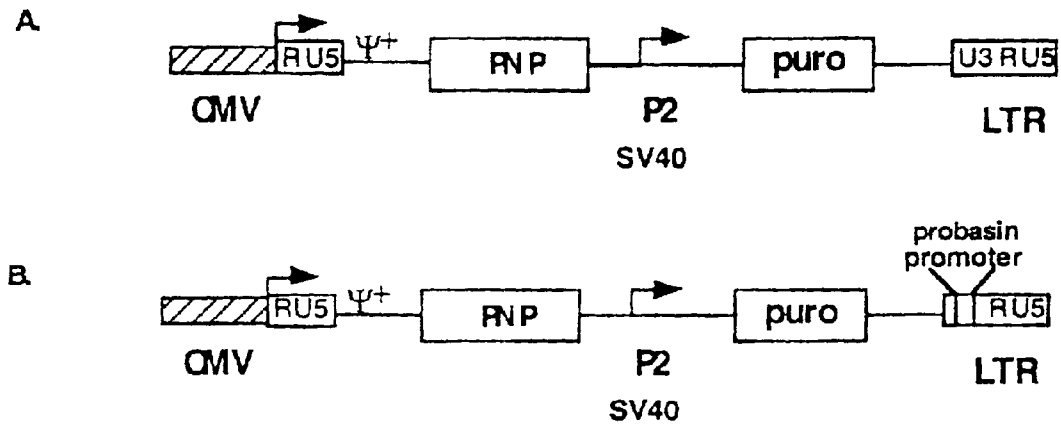 A.
RU5 Ψ+ PNP puro U3 RU5
CMV P2 LTR
SV40
probasin
promoter
B.
RU5 Ψ+ PNP puro RU5
CMV P2 LTR
SV40